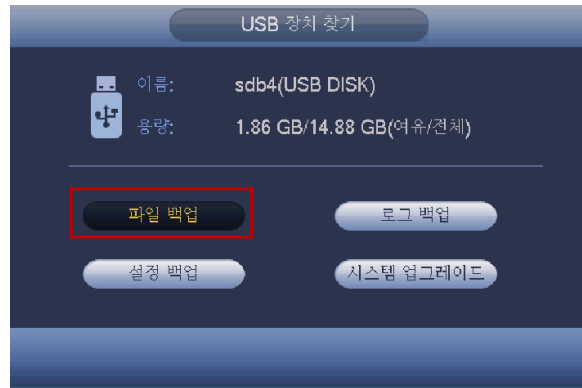 USB 장치 찾기
이름: sdb4(USB DISK)
용량: 1.86 GB/14.88 GB(여유/전체)
파일 백업 로그 백업
설정 백업 시스템 업그레이드